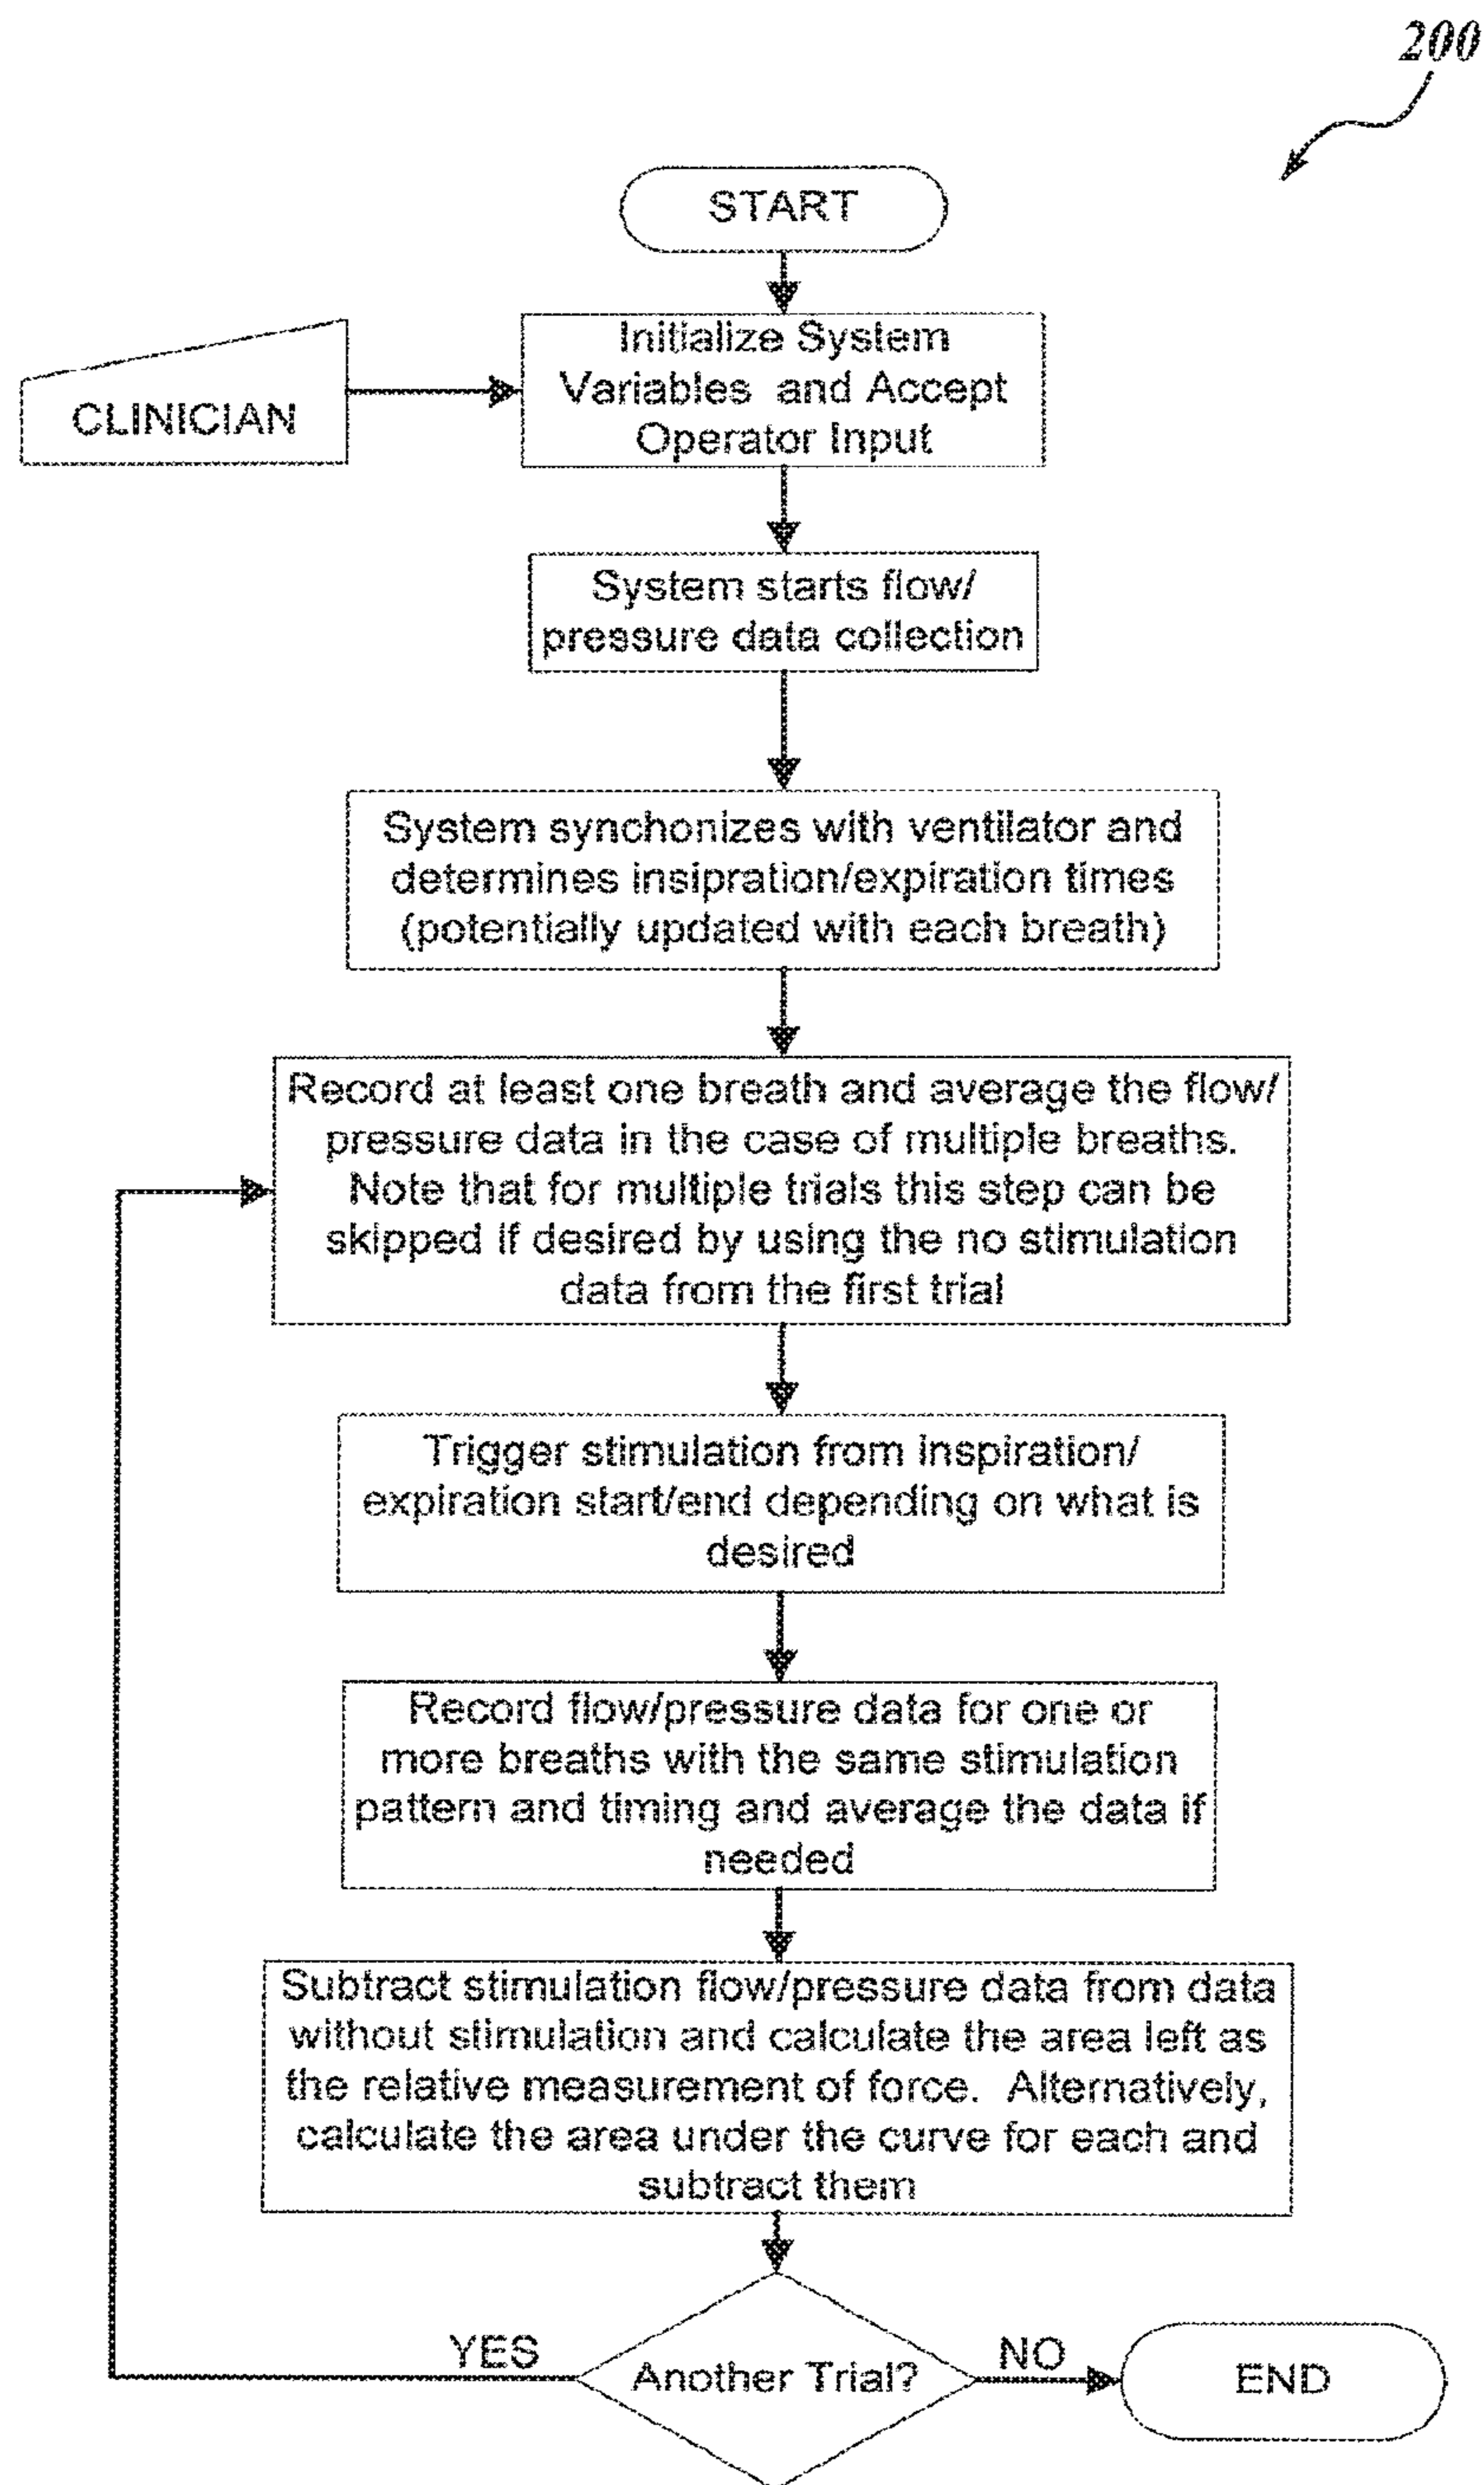 200
START
Initialize System
Variables and Accept
Operator Input
CLINICIAN
System starts flow/
pressure data collection
System synchonizes with ventilator and
determines insipration/expiration times
(potentially updated with each breath)
Record at least one breath and average the flow/
pressure data in the case of multiple breaths.
Note that for multiple trials this step can be
skipped if desired by using the no stimulation
data from the first trial
Trigger stimulation from inspiration/
expiration start/end depending on what is
desired
Record flow/pressure data for one or
more breaths with the same stimulation
pattern and timing and average the data if
needed
Subtract stimulation flow/pressure data from data
without stimulation and calculate the area left as
the relative measurement of force. Alternatively,
calculate the area under the curve for each and
subtract them
YES
Another Trial?
NO
END